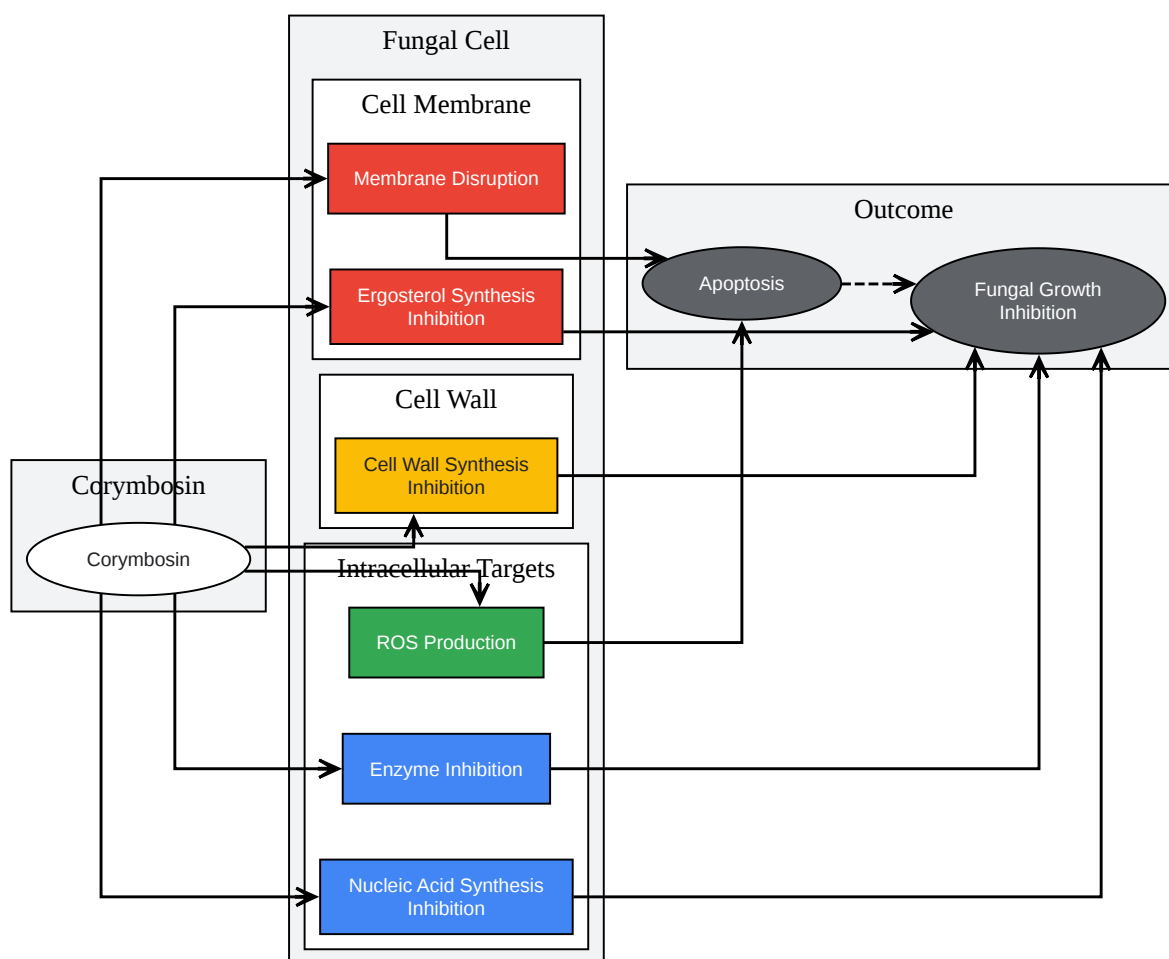 Fungal Cell
Cell Membrane
Membrane Disruption
Ergosterol Synthesis
Inhibition
Cell Wall
Cell Wall Synthesis
Inhibition
Intracellular Targets
ROS Production
Enzyme Inhibition
Nucleic Acid Synthesis
Inhibition
Corymbosin
Corymbosin
Outcome
Apoptosis
Fungal Growth
Inhibition